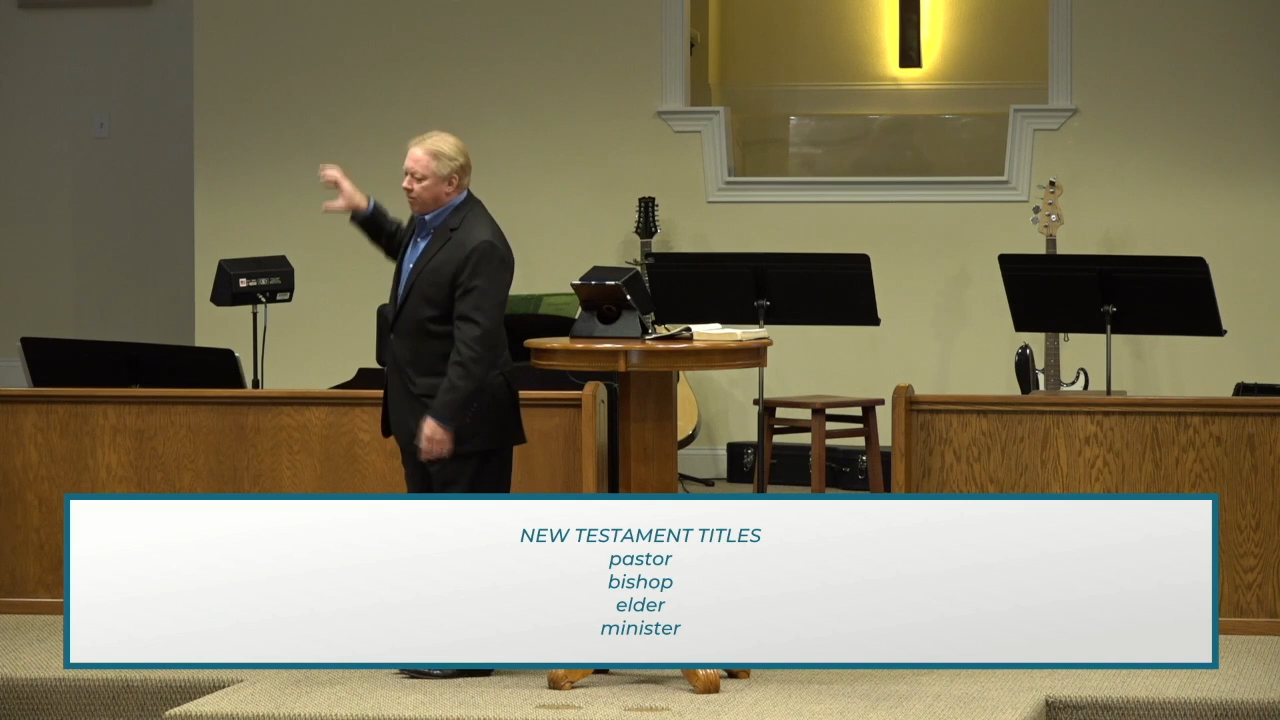 NEW TESTAMENT TITLES
pastor
bishop
elder
minister